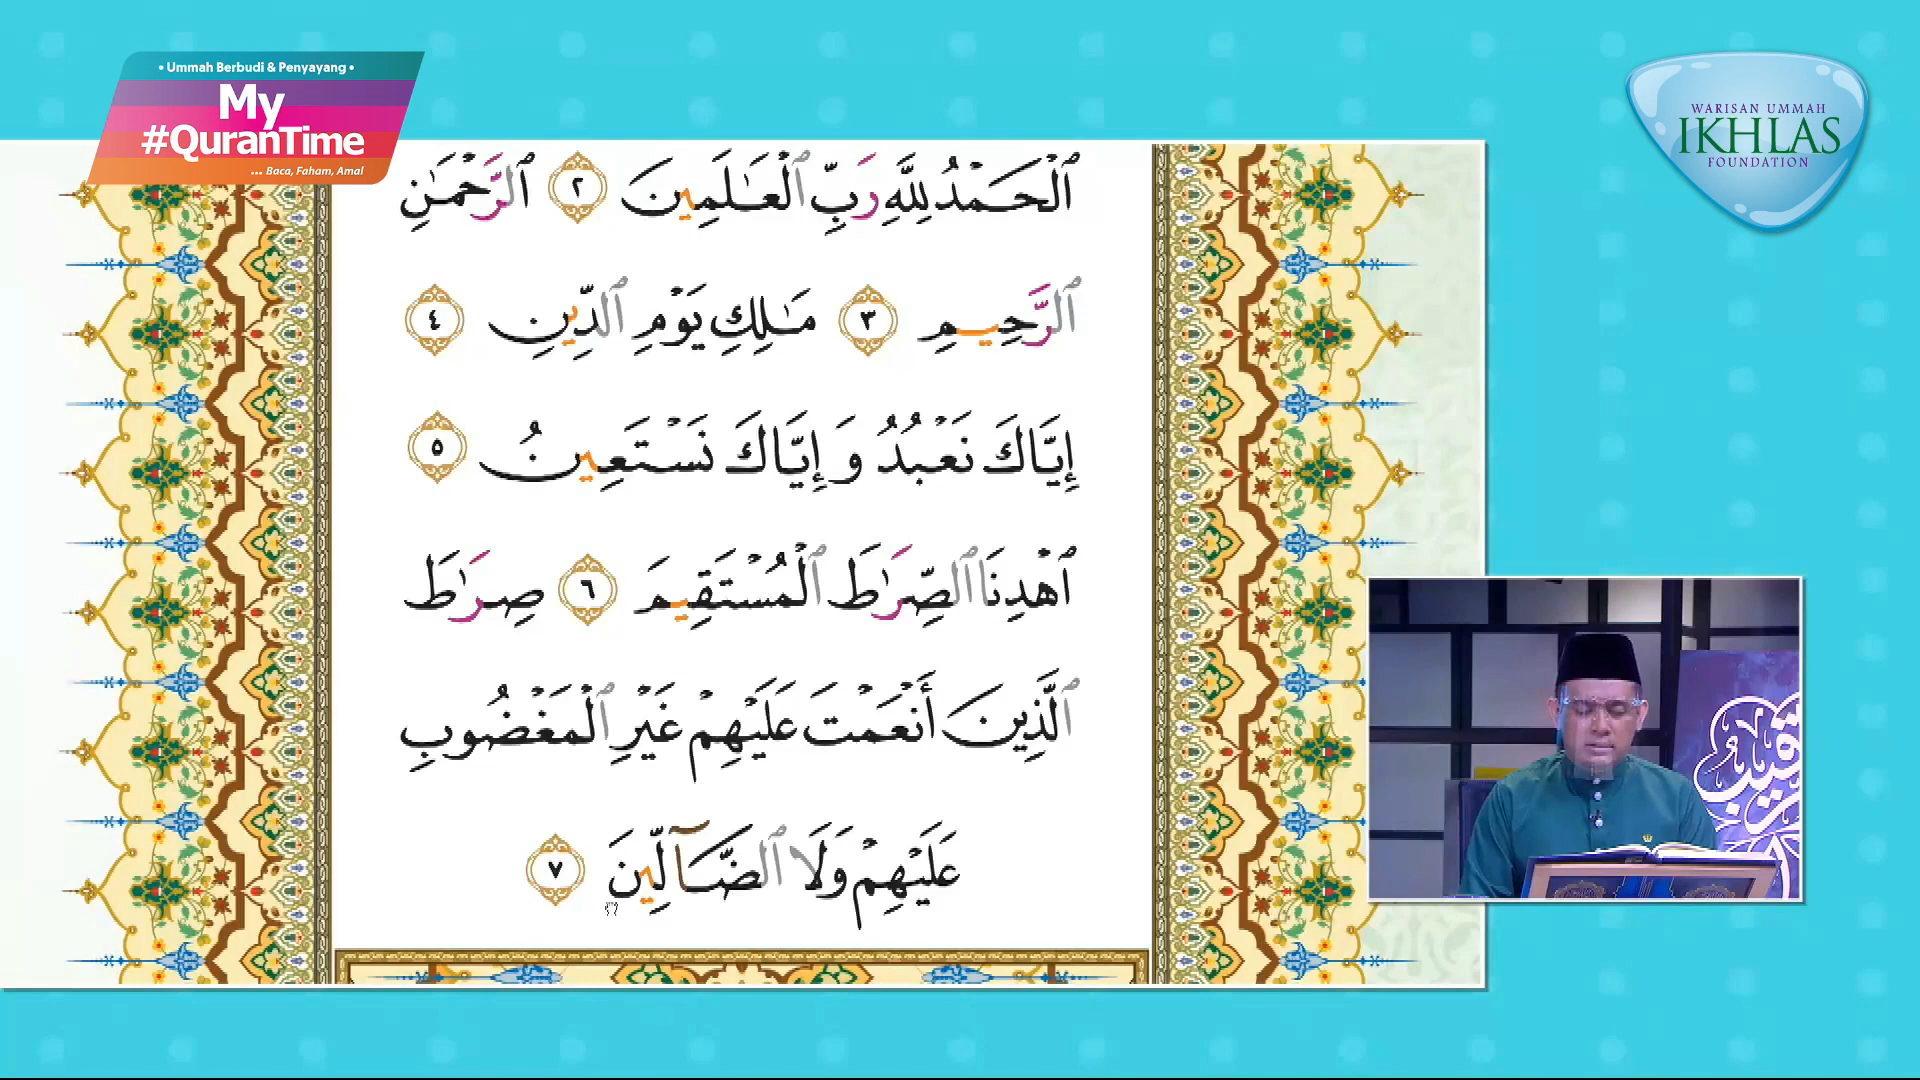 • Ummah Berbudi & Penyayang •
My
#QuranTime
... Baca, Faham, Amal
WARISAN UMMAH
IKHLAS
FOUNDATION
ٱلْحَمْدُ لِلَّهِ رَبِّ ٱلْعَـٰلَمِينَ ٢ ٱلرَّحْمَـٰنِ
ٱلرَّحِيمِ ٣ مَـٰلِكِ يَوْمِ ٱلدِّينِ ٤
إِيَّاكَ نَعْبُدُ وَإِيَّاكَ نَسْتَعِينُ ٥
ٱهْدِنَا ٱلصِّرَٰطَ ٱلْمُسْتَقِيمَ ٦ صِرَٰطَ
ٱلَّذِينَ أَنْعَمْتَ عَلَيْهِمْ غَيْرِ ٱلْمَغْضُوبِ
عَلَيْهِمْ وَلَا ٱلضَّآلِّينَ ٧